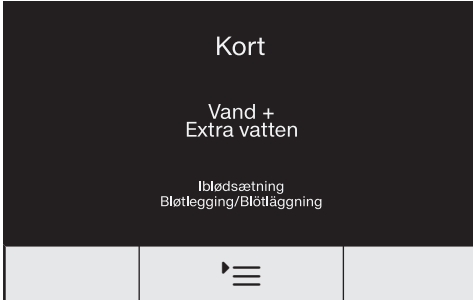 Kort
Vand +
Extra vatten
Iblødsætning
Bløtlegging/Blötläggning